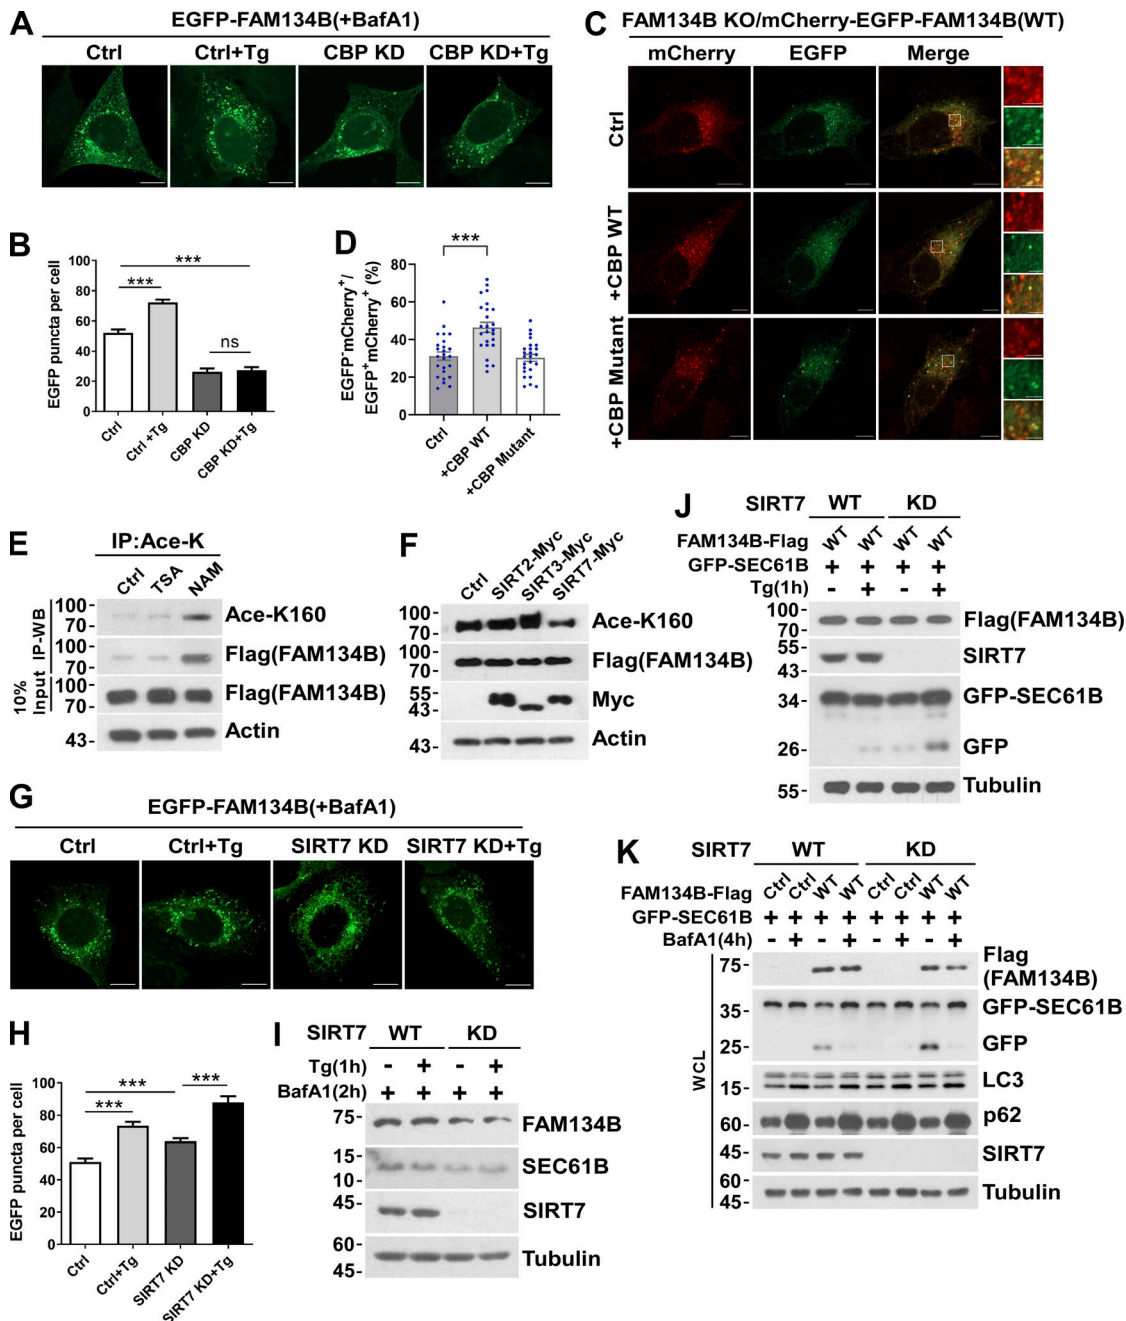 A
EGFP-FAM134B(+BafA1)
Ctrl
Ctrl+Tg
CBP KD
CBP KD+Tg
B
EGFP puncta per cell
100
80
60
40
20
0
***
***
ns
Ctrl
Ctrl +Tg
CBP KD
CBP KD+Tg
C
FAM134B KO/mCherry-EGFP-FAM134B(WT)
mCherry
EGFP
Merge
Ctrl
+CBP WT
+CBP Mutant
D
EGFP⁻mCherry⁺/
EGFP⁺mCherry⁺ (%)
80
60
40
20
0
***
Ctrl
+CBP WT
+CBP Mutant
E
IP:Ace-K
Ctrl
TSA
NAM
IP-WB
10%
Input
100-
70-
Ace-K160
100-
70-
Flag(FAM134B)
100-
70-
Flag(FAM134B)
43-
Actin
F
Ctrl
SIRT2-Myc
SIRT3-Myc
SIRT7-Myc
100-
70-
Ace-K160
100-
70-
Flag(FAM134B)
55-
43-
Myc
43-
Actin
G
EGFP-FAM134B(+BafA1)
Ctrl
Ctrl+Tg
SIRT7 KD
SIRT7 KD+Tg
H
EGFP puncta per cell
100
80
60
40
20
0
***
***
***
Ctrl
Ctrl+Tg
SIRT7 KD
SIRT7 KD+Tg
I
SIRT7
WT
KD
Tg(1h) - + - +
BafA1(2h) + + + +
75-
FAM134B
15-
10-
SEC61B
45-
SIRT7
60-
45-
Tubulin
J
SIRT7
WT
KD
FAM134B-Flag WT WT WT WT
GFP-SEC61B + + + +
Tg(1h) - + - +
100-
70-
Flag(FAM134B)
55-
43-
SIRT7
34-
GFP-SEC61B
26-
GFP
55-
Tubulin
K
SIRT7
WT
KD
FAM134B-Flag Ctrl Ctrl WT WT Ctrl Ctrl WT WT
GFP-SEC61B + + + + + + + +
BafA1(4h) - + - + - + - +
WCL
75-
Flag
(FAM134B)
35-
GFP-SEC61B
25-
GFP
15-
LC3
60-
p62
45-
SIRT7
60-
45-
Tubulin